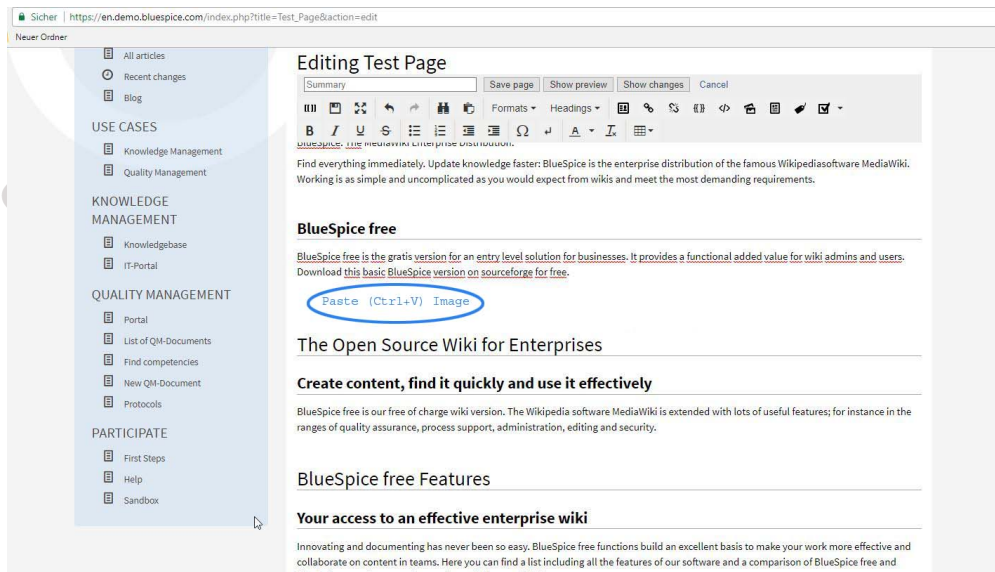 Sicher | https://en.demo.bluespice.com/index.php?title=Test_Page&action=edit
Neuer Ordner
All articles
Recent changes
Blog
USE CASES
Knowledge Management
Quality Management
KNOWLEDGE
MANAGEMENT
Knowledgebase
IT-Portal
QUALITY MANAGEMENT
Portal
List of QM-Documents
Find competencies
New QM-Document
Protocols
PARTICIPATE
First Steps
Help
Sandbox
Editing Test Page
Summary Save page Show preview Show changes Cancel
Formats Headings
B I U S A
BlueSpice. The MediaWiki Enterprise Distribution.
Find everything immediately. Update knowledge faster: BlueSpice is the enterprise distribution of the famous Wikipediasoftware MediaWiki.
Working is as simple and uncomplicated as you would expect from wikis and meet the most demanding requirements.
BlueSpice free
BlueSpice free is the gratis version for an entry level solution for businesses. It provides a functional added value for wiki admins and users.
Download this basic BlueSpice version on sourceforge for free.
Paste (Ctrl+V) Image
The Open Source Wiki for Enterprises
Create content, find it quickly and use it effectively
BlueSpice free is our free of charge wiki version. The Wikipedia software MediaWiki is extended with lots of useful features; for instance in the
ranges of quality assurance, process support, administration, editing and security.
BlueSpice free Features
Your access to an effective enterprise wiki
Innovating and documenting has never been so easy. BlueSpice free functions build an excellent basis to make your work more effective and
collaborate on content in teams. Here you can find a list including all the features of our software and a comparison of BlueSpice free and